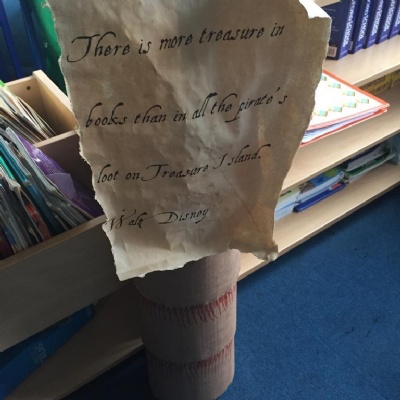 There is more treasure in
books than in all the pirate's
loot on Treasure Island.
Walt Disney